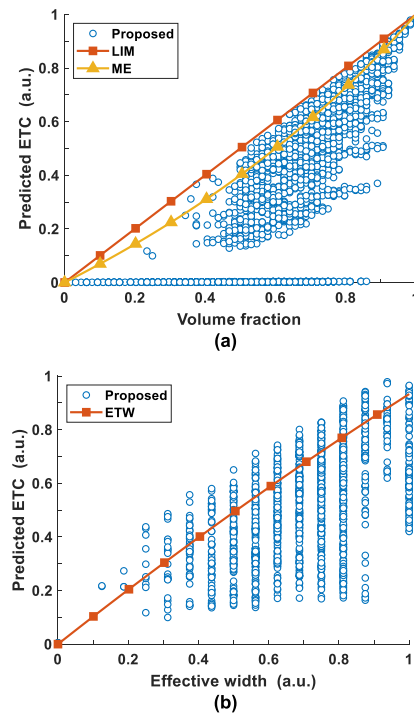 1
0.8
0.6
0.4
0.2
0
Predicted ETC (a.u.)
Proposed
LIM
ME
0 0.2 0.4 0.6 0.8 1
Volume fraction
(a)
1
0.8
0.6
0.4
0.2
0
Predicted ETC (a.u.)
Proposed
ETW
0 0.2 0.4 0.6 0.8 1
Effective width (a.u.)
(b)